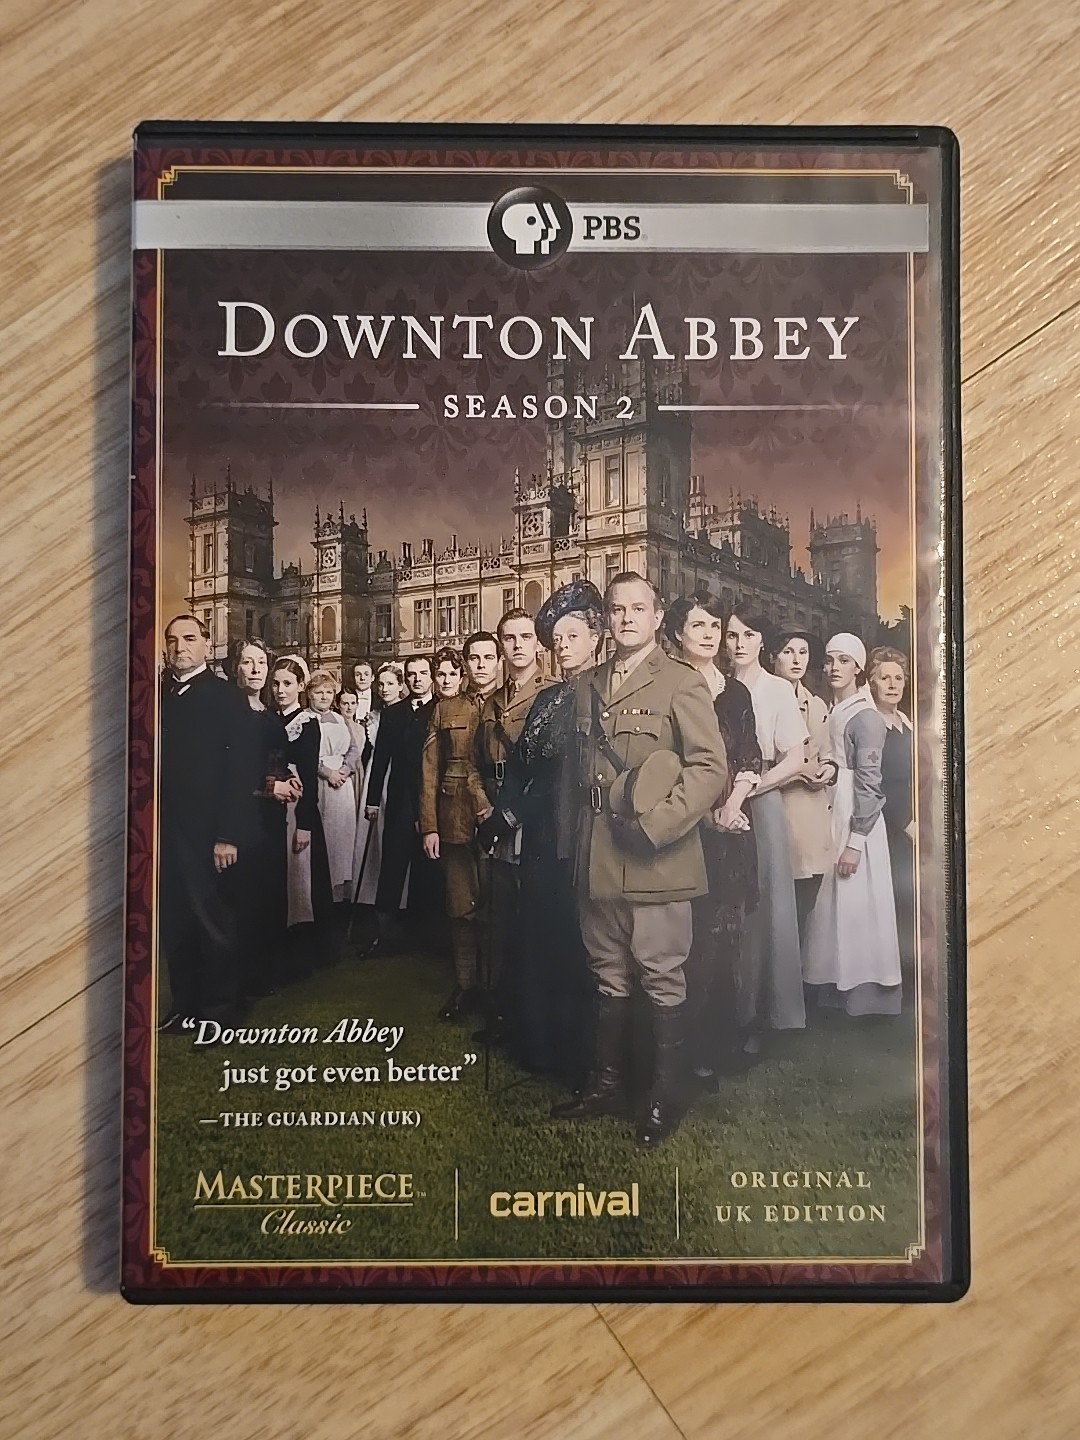 PBS
DOWNTON ABBEY
SEASON 2
“Downton Abbey
just got even better”
—THE GUARDIAN (UK)
MASTERPIECE™
Classic
carnival
ORIGINAL
UK EDITION